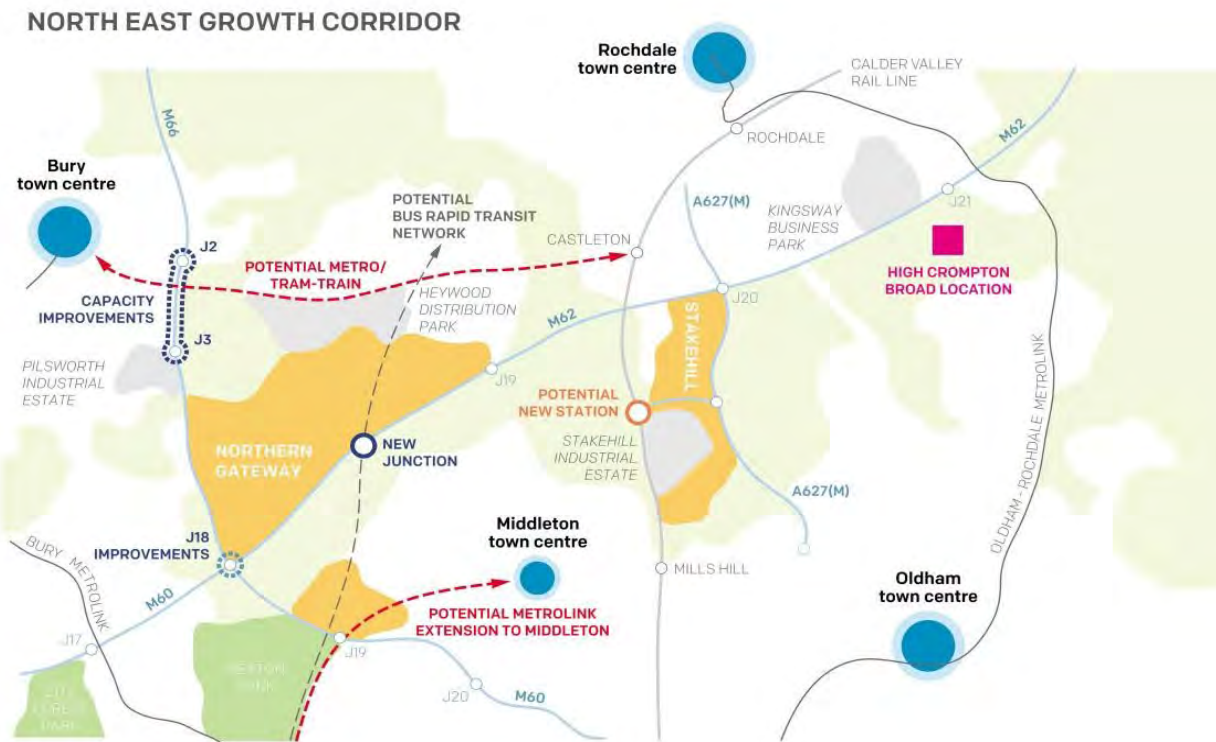 NORTH EAST GROWTH CORRIDOR
Rochdale
town centre
CALDER VALLEY
RAIL LINE
M66
M62
ROCHDALE
Bury
town centre
POTENTIAL
BUS RAPID TRANSIT
NETWORK
A627(M)
KINGSWAY
BUSINESS
PARK
J21
J2
CASTLETON
POTENTIAL METRO/
TRAM-TRAIN
HIGH CROMPTON
BROAD LOCATION
CAPACITY
IMPROVEMENTS
HEYWOOD
DISTRIBUTION
PARK
J20
M62
STAKEHILL
J3
PILSWORTH
INDUSTRIAL
ESTATE
J19
POTENTIAL
NEW STATION
NORTHERN
GATEWAY
NEW
JUNCTION
STAKEHILL
INDUSTRIAL
ESTATE
OLDHAM - ROCHDALE METROLINK
A627(M)
J18
IMPROVEMENTS
Middleton
town centre
BURY METROLINK
MILLS HILL
M60
Oldham
town centre
POTENTIAL METROLINK
EXTENSION TO MIDDLETON
J17
J19
J20
M60
PARK